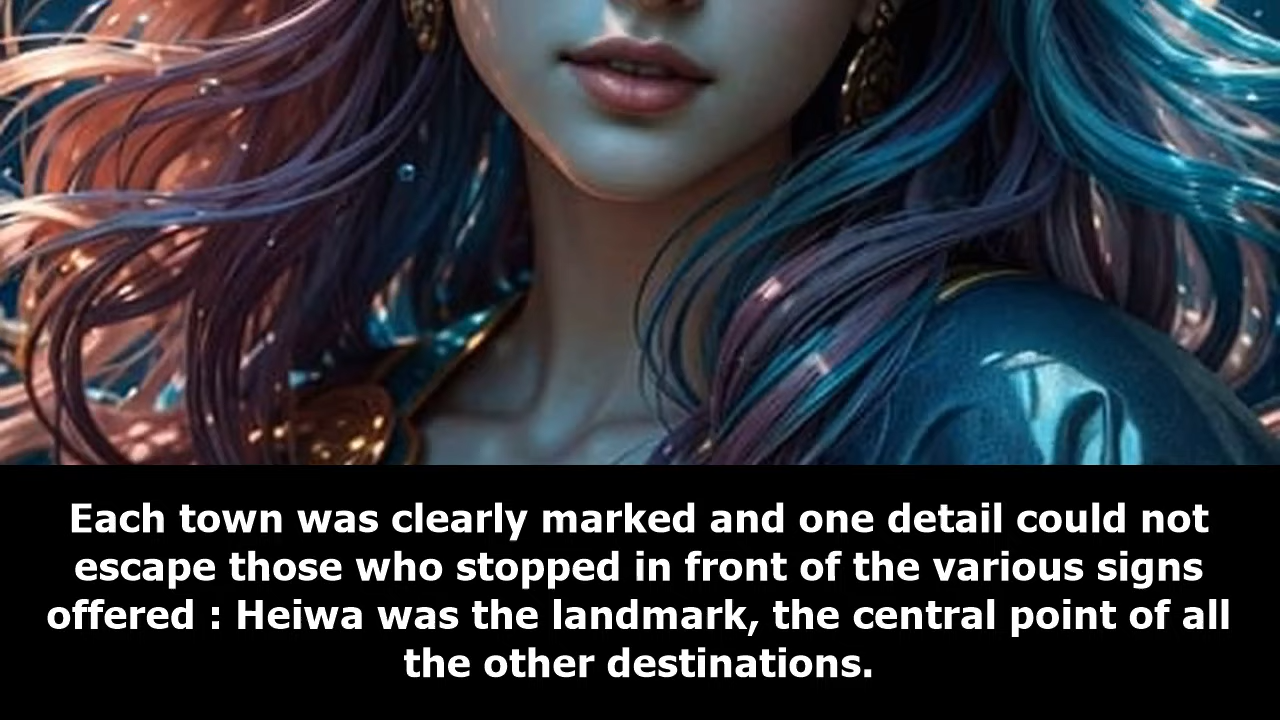 Each town was clearly marked and one detail could not
escape those who stopped in front of the various signs
offered : Heiwa was the landmark, the central point of all
the other destinations.